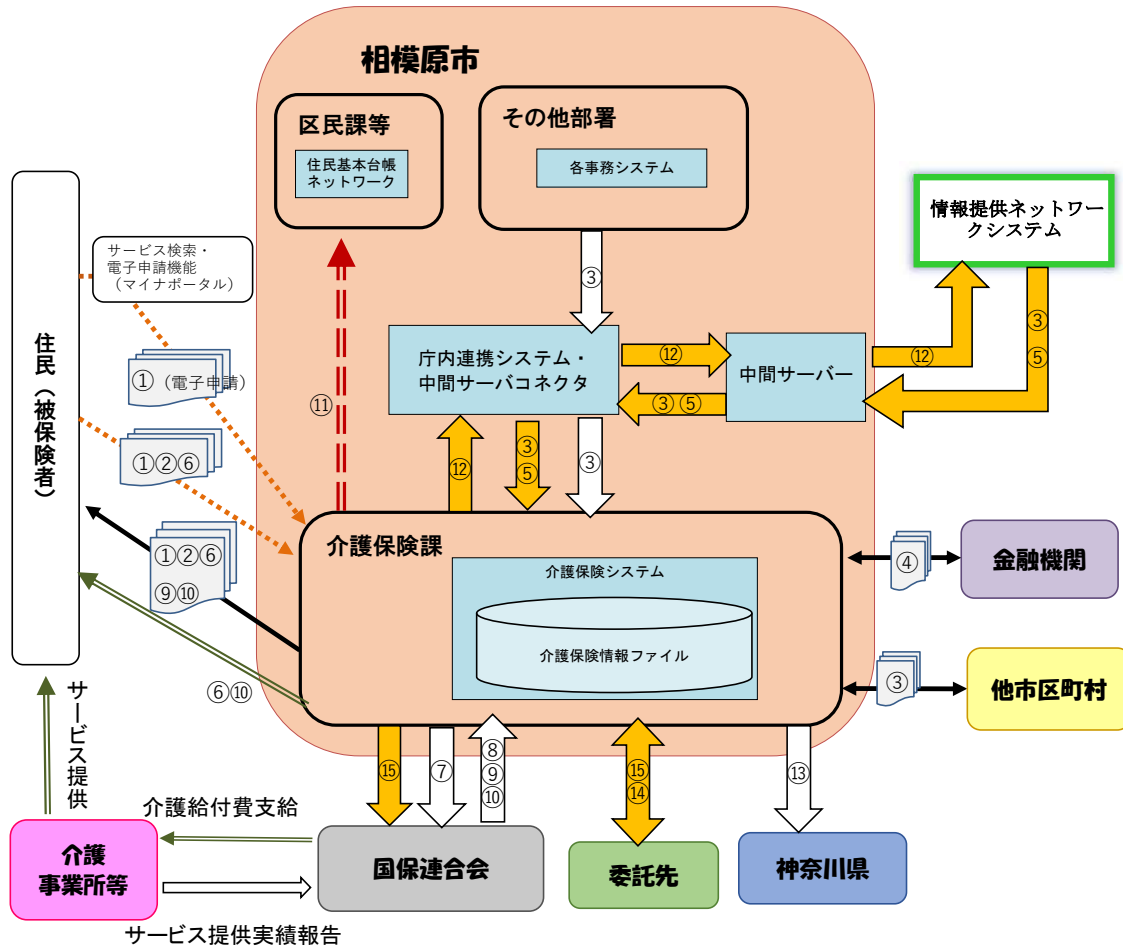 相模原市
区民課等
住民基本台帳
ネットワーク
その他部署
各事務システム
情報提供ネットワー
クシステム
サービス検索・
電子申請機能
（マイナポータル）
住民（被保険者）
③
庁内連携システム・
中間サーバコネクタ
⑫
③⑤
中間サーバー
⑫
③
⑤
①（電子申請）
⑪
①②⑥
⑫
③
⑤
③
介護保険課
介護保険システム
介護保険情報ファイル
①②⑥
⑨⑩
④
金融機関
③
他市区町村
⑥⑩
サービス提供
⑮
⑦
⑧
⑨
⑩
⑮
⑭
⑬
介護給付費支給
介護
事業所等
国保連合会
委託先
神奈川県
サービス提供実績報告